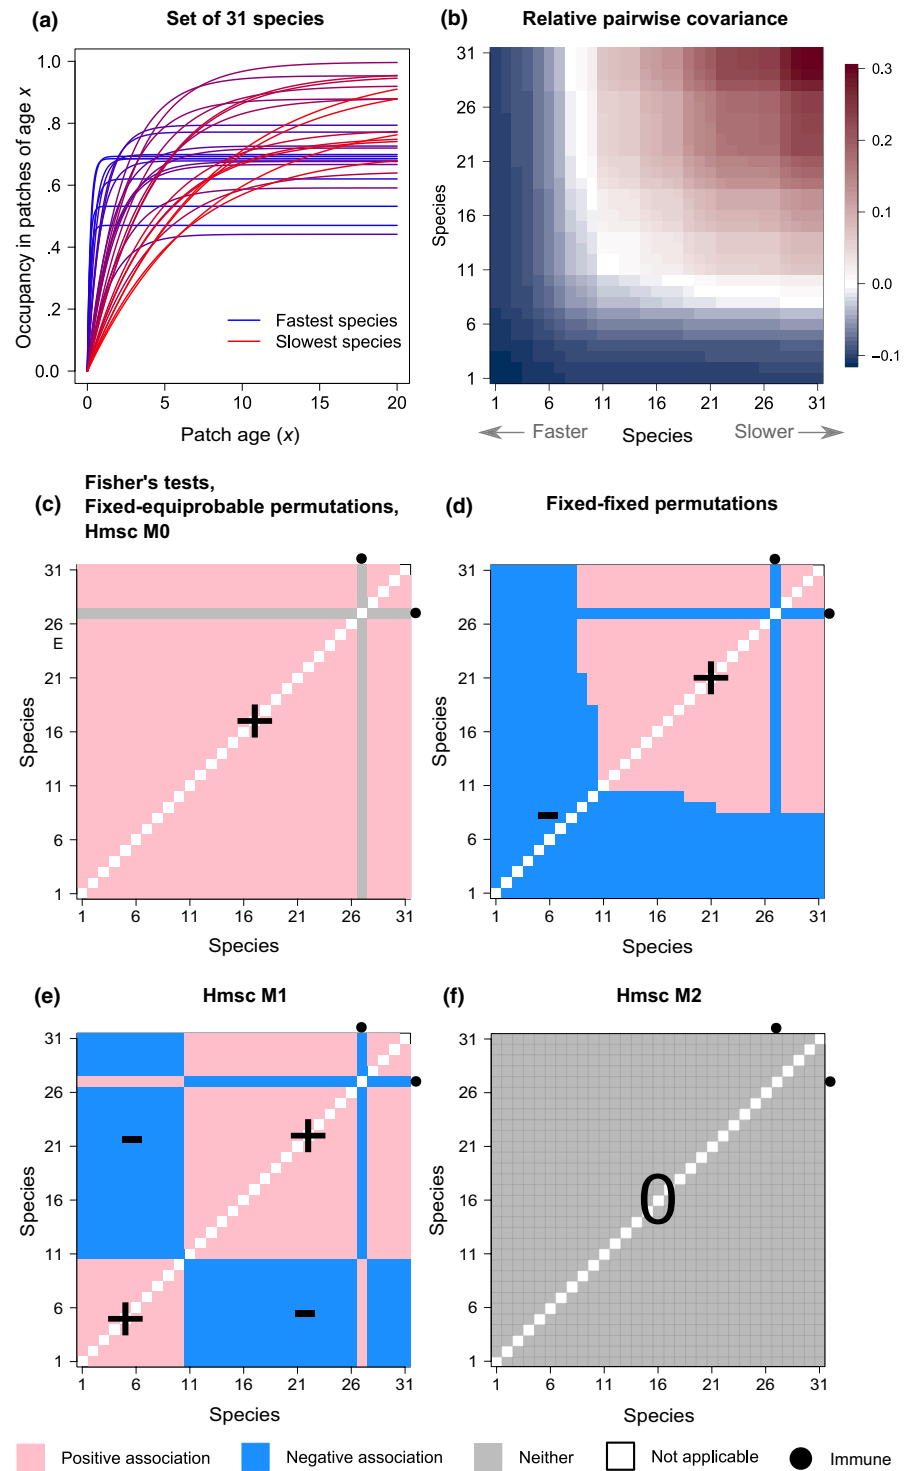 (a) Set of 31 species
1.0
.8
.6
.4
.2
0.0
Occupancy in patches of age x
Fastest species
Slowest species
0 5 10 15 20
Patch age (x)
(b) Relative pairwise covariance
31
26
21
16
11
6
1
Species
0.3
0.2
0.1
0.0
−0.1
1 6 11 16 21 26 31
Faster Species Slower
(c) Fisher's tests,
Fixed-equiprobable permutations,
Hmsc M0
31
26
E
21
16
11
6
1
Species
+
1 6 11 16 21 26 31
Species
(d) Fixed-fixed permutations
31
26
21
16
11
6
1
Species
+
-
1 6 11 16 21 26 31
Species
(e) Hmsc M1
31
26
21
16
11
6
1
Species
-
+
+
-
1 6 11 16 21 26 31
Species
(f) Hmsc M2
31
26
21
16
11
6
1
Species
0
1 6 11 16 21 26 31
Species
Positive association Negative association Neither Not applicable Immune